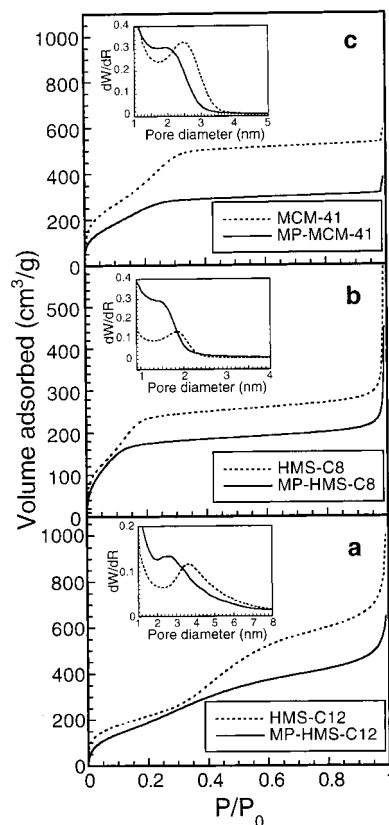 c
1000
800
600
400
200
0
Volume adsorbed (cm³/g)
dW/dR
0.4
0.3
0.2
0.1
0
1 2 3 4 5
Pore diameter (nm)
MCM-41
MP-MCM-41
b
500
400
300
200
100
0
dW/dR
0.4
0.3
0.2
0.1
0
1 2 3 4
Pore diameter (nm)
HMS-C8
MP-HMS-C8
a
1000
800
600
400
200
0
dW/dR
0.2
0.1
0
1 2 3 4 5 6 7 8
Pore diameter (nm)
HMS-C12
MP-HMS-C12
0 0.2 0.4 0.6 0.8 1
P/P₀